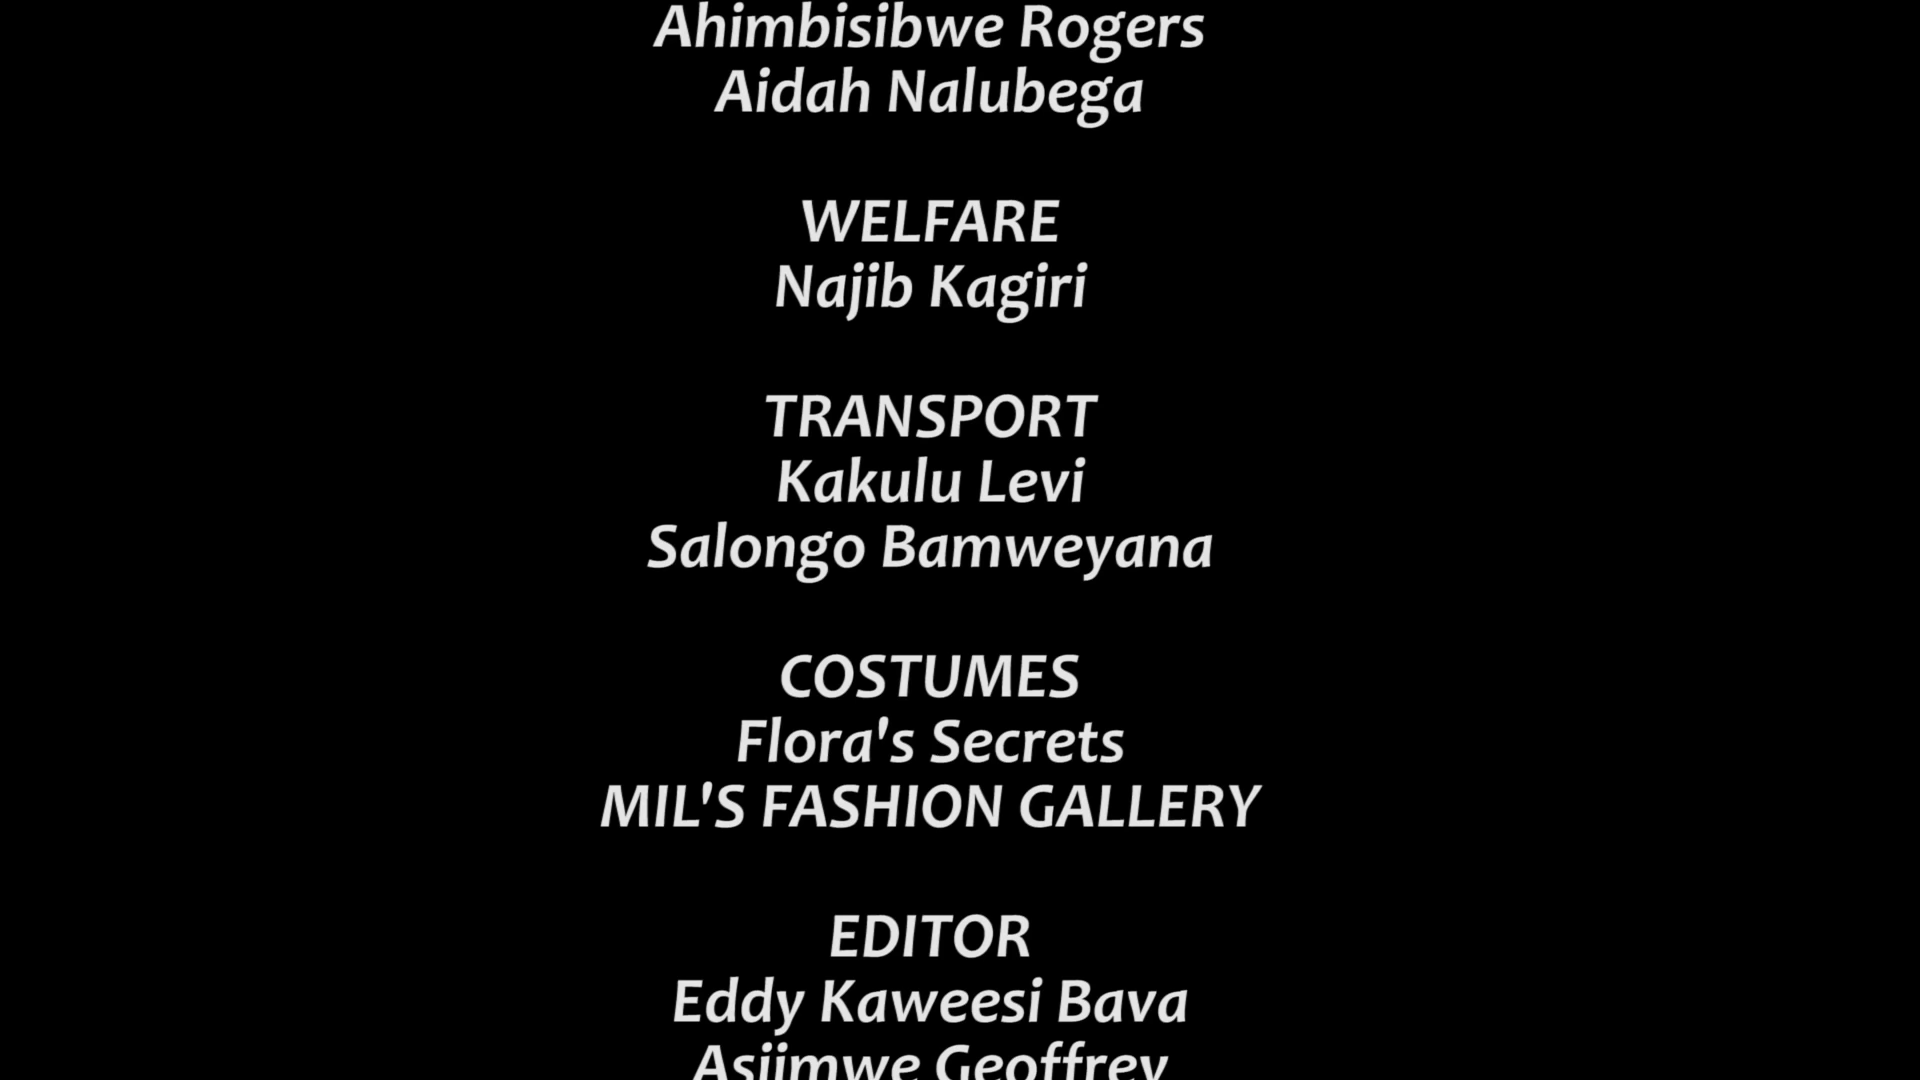 Ahimbisibwe Rogers
Aidah Nalubega
WELFARE
Najib Kagiri
TRANSPORT
Kakulu Levi
Salongo Bamweyana
COSTUMES
Flora's Secrets
MIL'S FASHION GALLERY
EDITOR
Eddy Kaweesi Bava
Asiimwe Geoffrey